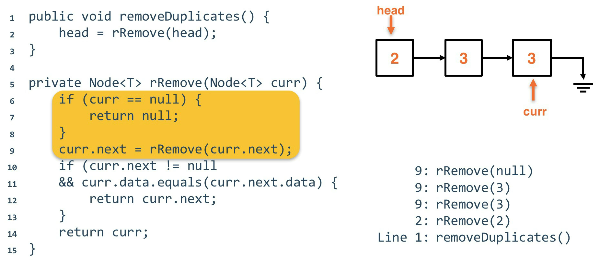 1 public void removeDuplicates() {
2 head = rRemove(head);
3 }
4
5 private Node<T> rRemove(Node<T> curr) {
6 if (curr == null) {
7 return null;
8 }
9 curr.next = rRemove(curr.next);
10 if (curr.next != null
11 && curr.data.equals(curr.next.data) {
12 return curr.next;
13 }
14 return curr;
15 }
head
2 3 3
curr
9: rRemove(null)
9: rRemove(3)
9: rRemove(3)
2: rRemove(2)
Line 1: removeDuplicates()